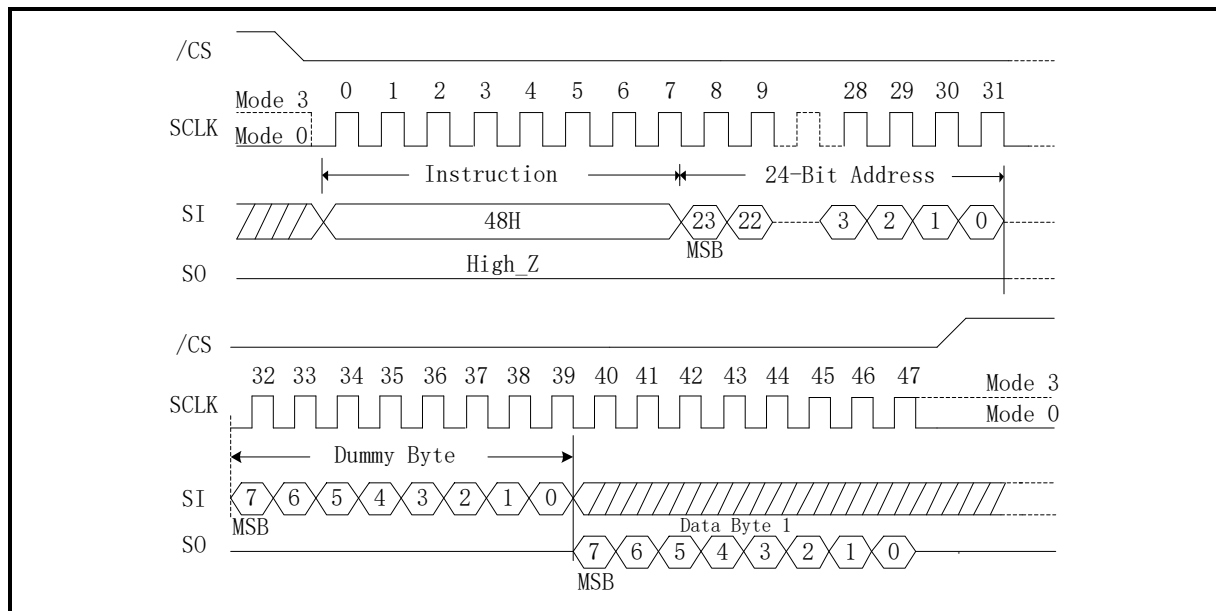 /CS
0 1 2 3 4 5 6 7 8 9 28 29 30 31
Mode 3
SCLK Mode 0
Instruction 24-Bit Address
SI 48H 23 22 3 2 1 0
MSB
High_Z
SO
/CS
32 33 34 35 36 37 38 39 40 41 42 43 44 45 46 47
Mode 3
SCLK Mode 0
Dummy Byte
SI 7 6 5 4 3 2 1 0
MSB Data Byte 1
SO 7 6 5 4 3 2 1 0
MSB